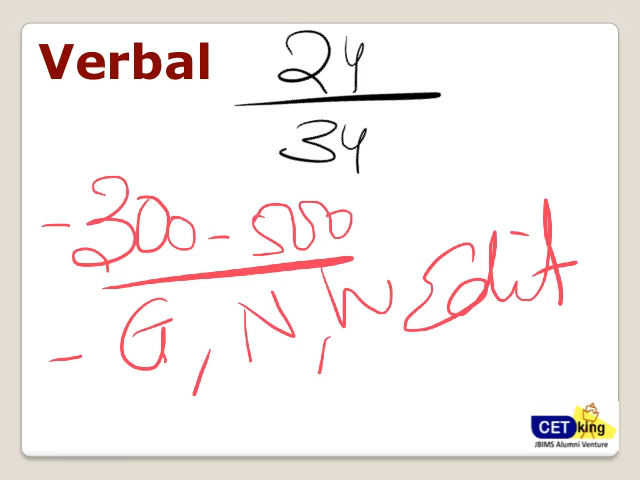 Verbal
24
34
- 300 - 500
- G, N, W Edit
CET king
JBIMS Alumni Venture